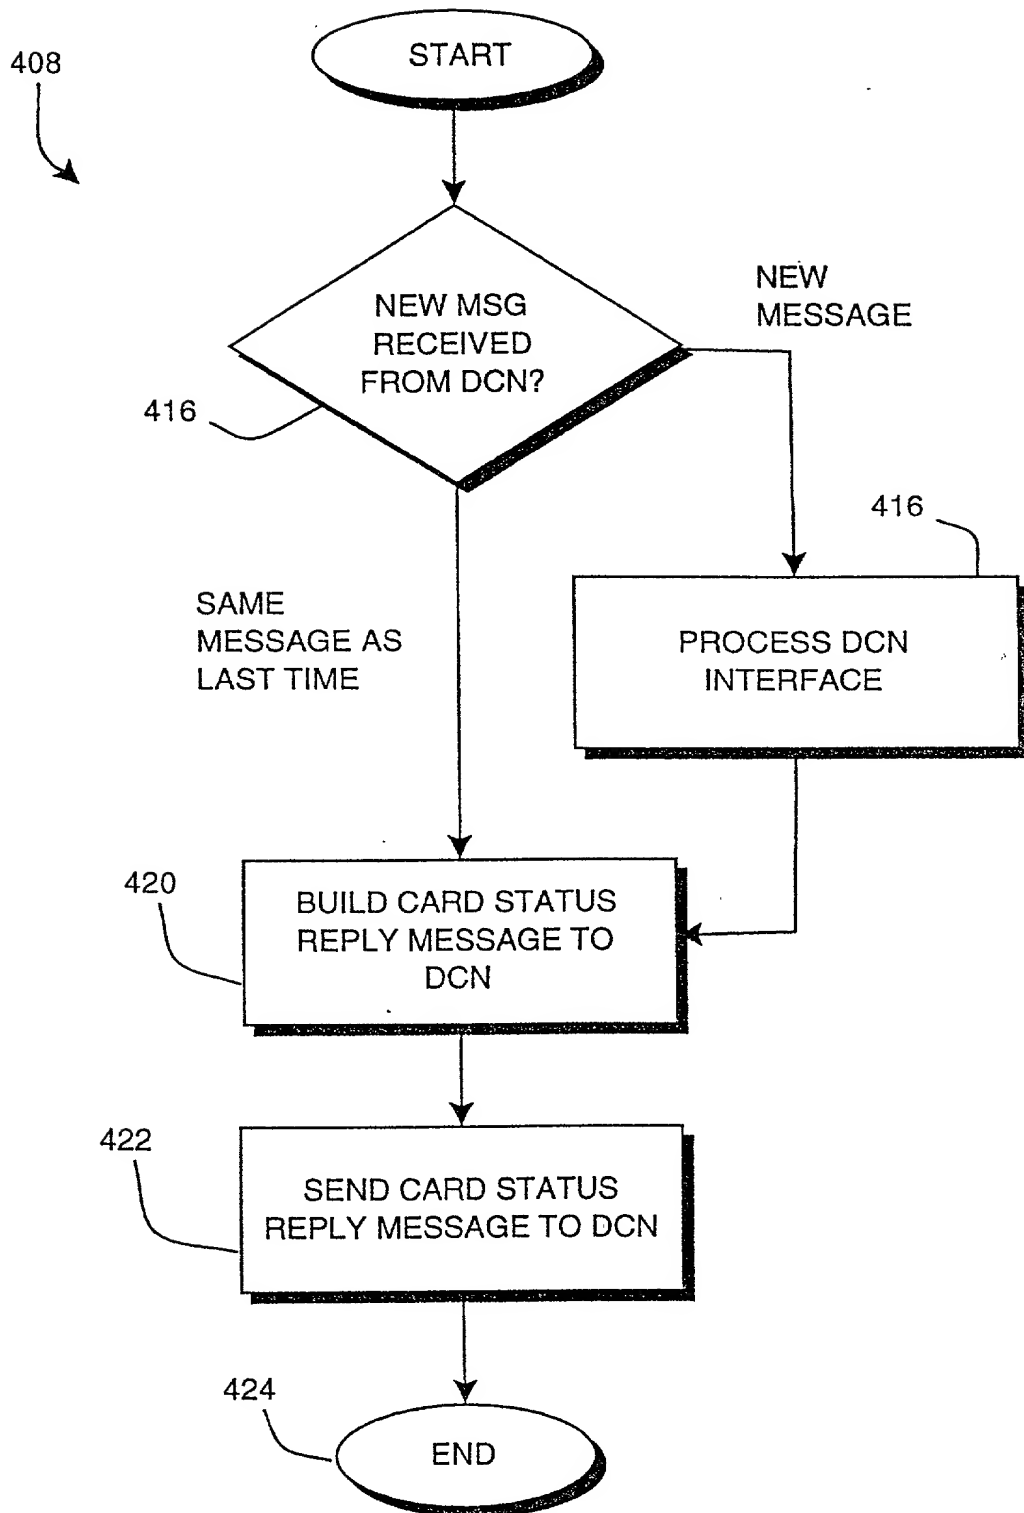 START
408
NEW MSG
RECEIVED
FROM DCN?
NEW
MESSAGE
416
416
SAME
MESSAGE AS
LAST TIME
PROCESS DCN
INTERFACE
420
BUILD CARD STATUS
REPLY MESSAGE TO
DCN
422
SEND CARD STATUS
REPLY MESSAGE TO DCN
424
END